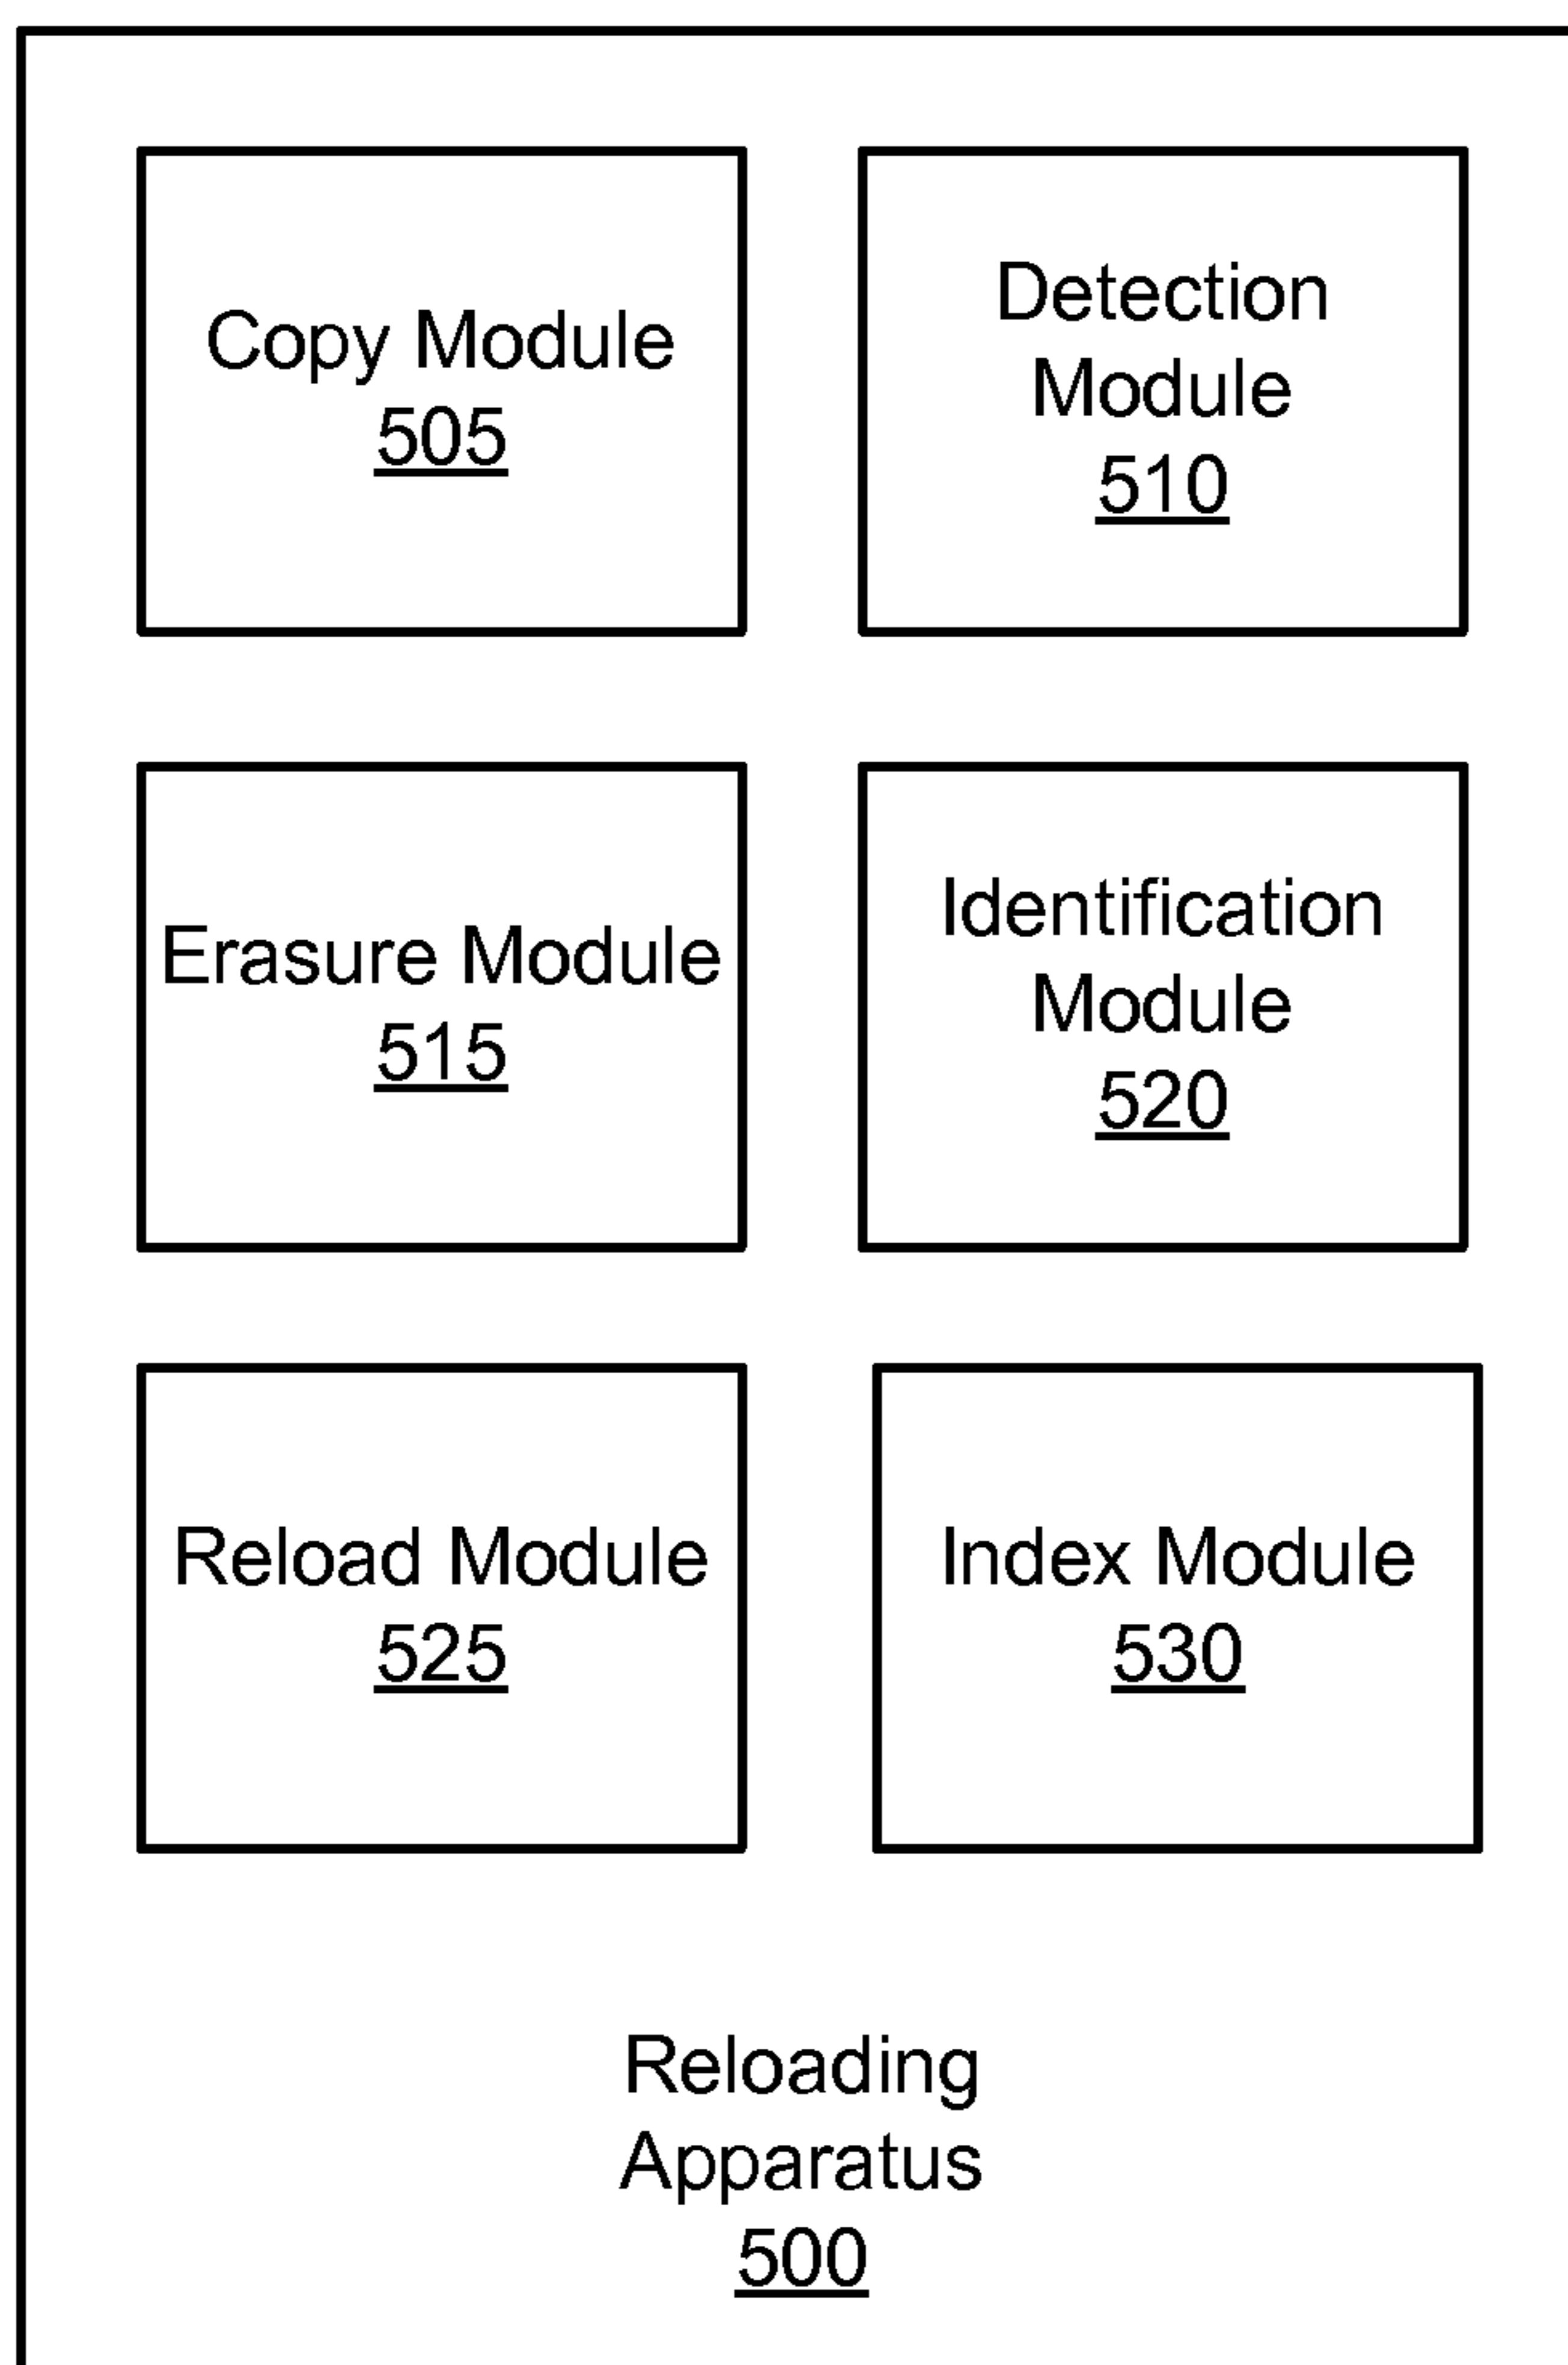 Copy Module
505
Detection
Module
510
Erasure Module
515
Identification
Module
520
Reload Module
525
Index Module
530
Reloading
Apparatus
500